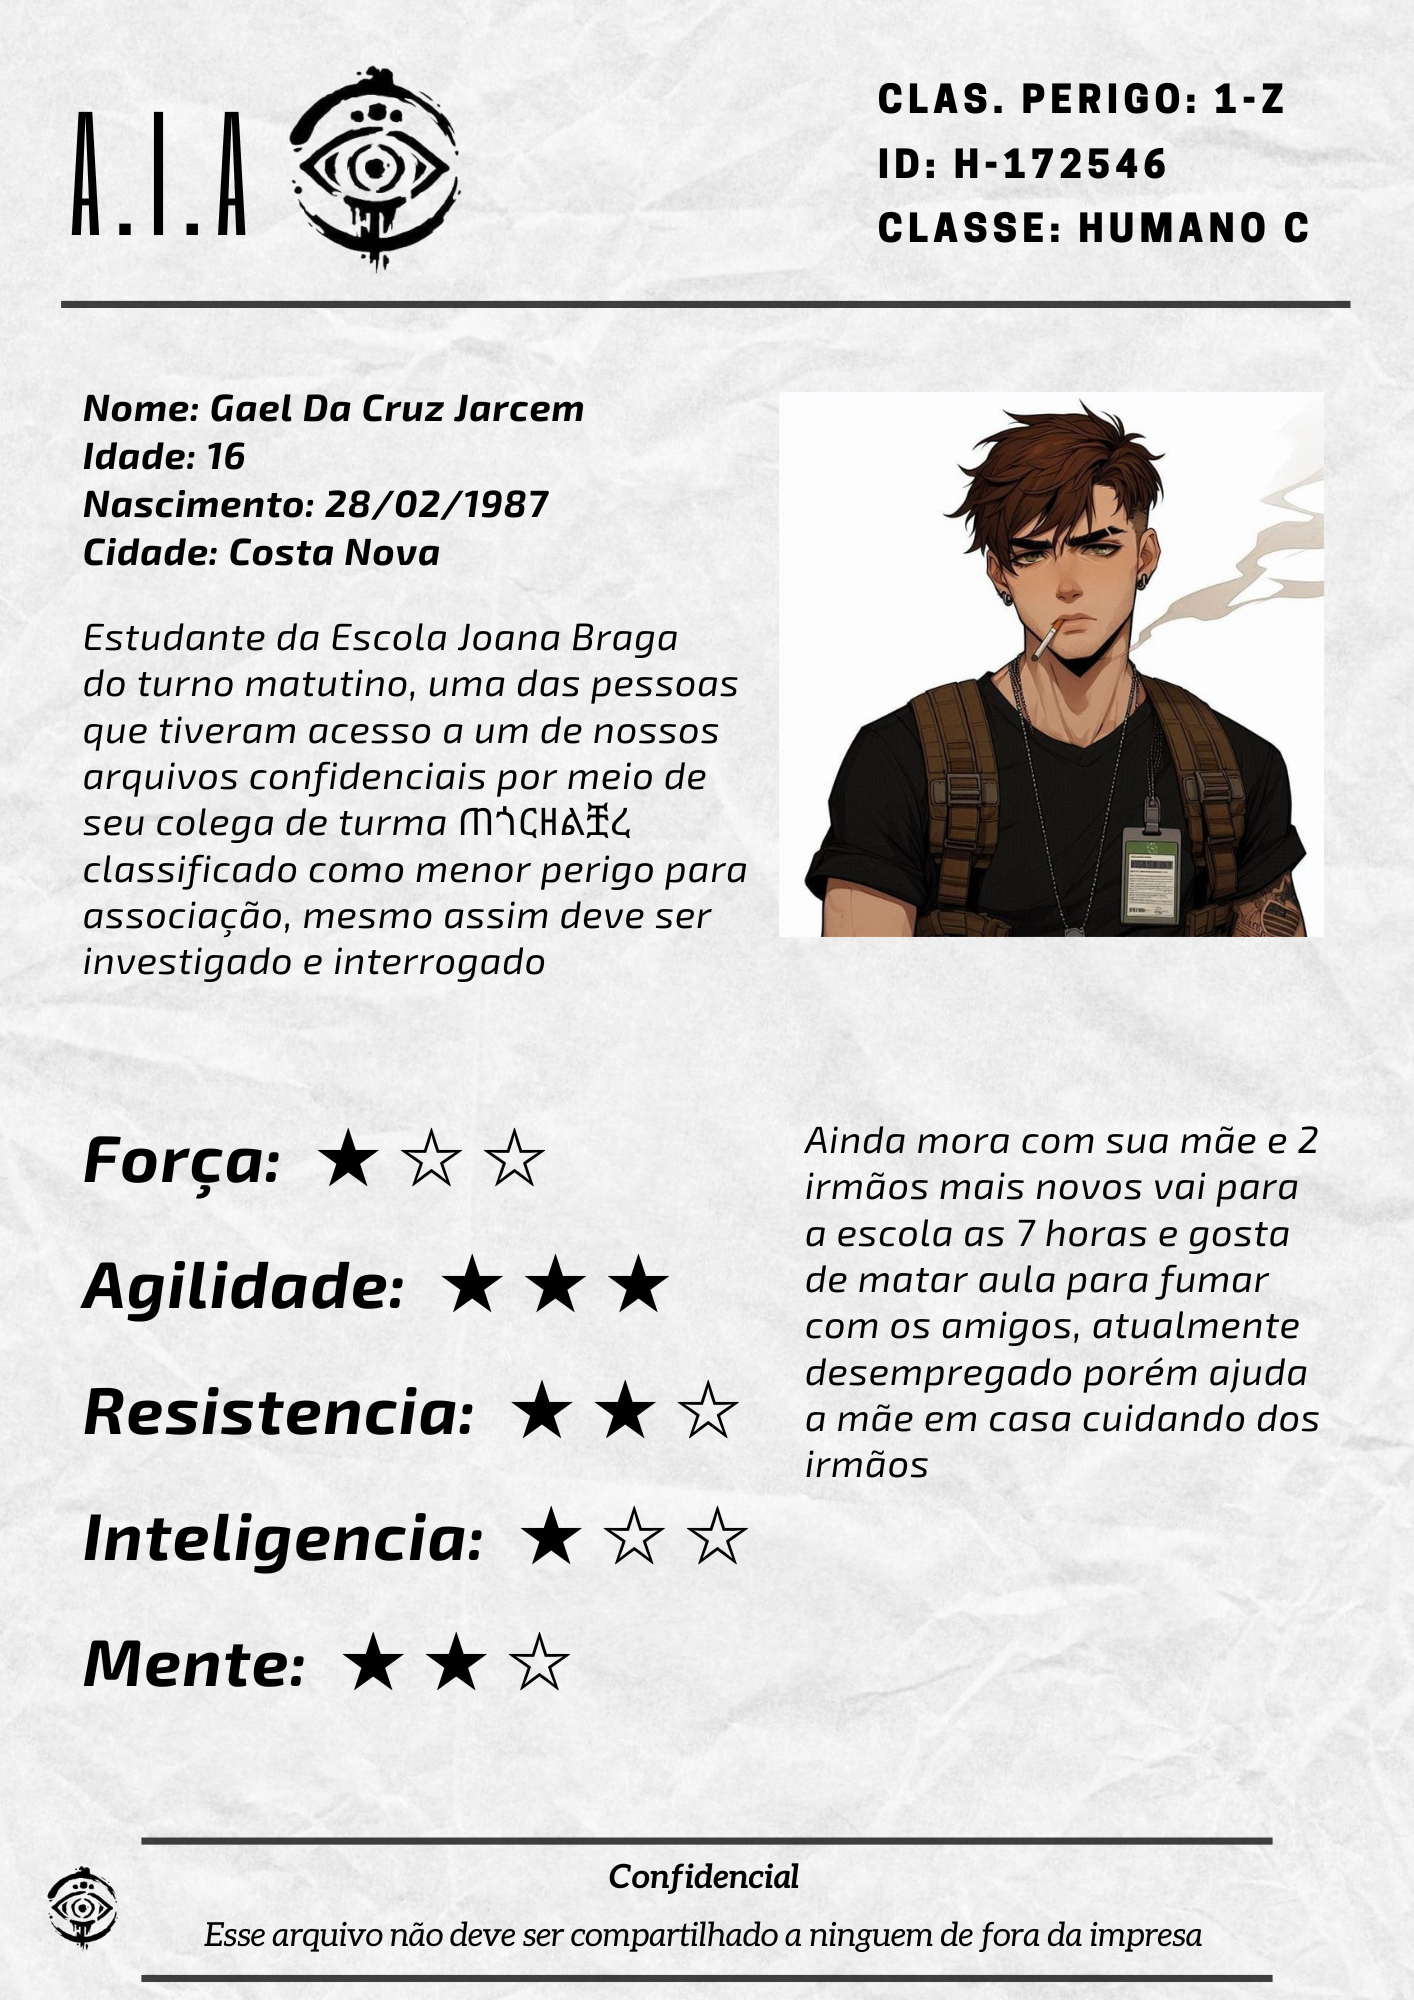 A.I.A
CLAS. PERIGO: 1-Z
ID: H-172546
CLASSE: HUMANO C
Nome: Gael Da Cruz Jarcem
Idade: 16
Nascimento: 28/02/1987
Cidade: Costa Nova
Estudante da Escola Joana Braga
do turno matutino, uma das pessoas
que tiveram acesso a um de nossos
arquivos confidenciais por meio de
seu colega de turma
classificado como menor perigo para
associação, mesmo assim deve ser
investigado e interrogado
Força: ★ ☆ ☆
Agilidade: ★ ★ ★
Resistencia: ★ ★ ☆
Inteligencia: ★ ☆ ☆
Mente: ★ ★ ☆
Ainda mora com sua mãe e 2
irmãos mais novos vai para
a escola as 7 horas e gosta
de matar aula para fumar
com os amigos, atualmente
desempregado porém ajuda
a mãe em casa cuidando dos
irmãos
Confidencial
Esse arquivo não deve ser compartilhado a ninguem de fora da impresa